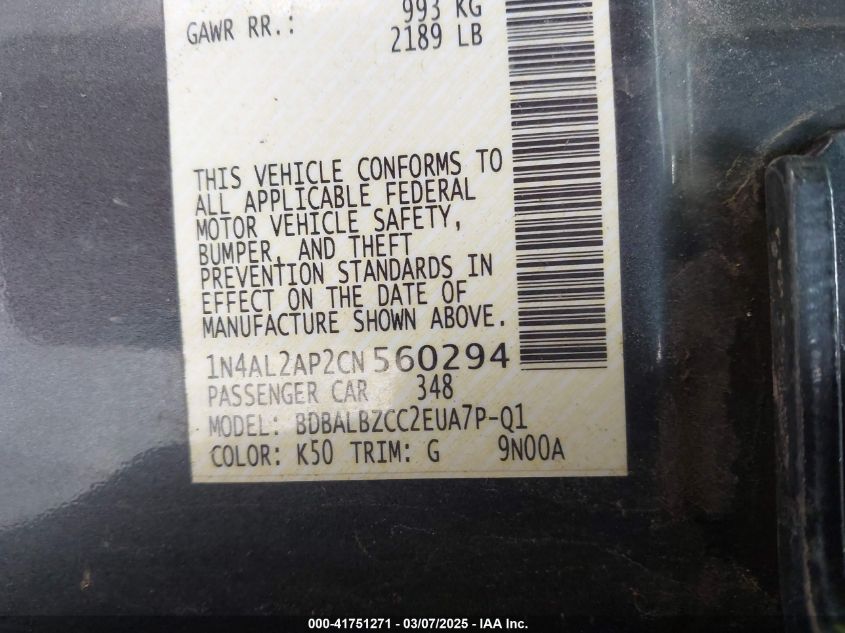 993 KG
GAWR RR.: 2189 LB
THIS VEHICLE CONFORMS TO
ALL APPLICABLE FEDERAL
MOTOR VEHICLE SAFETY,
BUMPER, AND THEFT
PREVENTION STANDARDS IN
EFFECT ON THE DATE OF
MANUFACTURE SHOWN ABOVE.
1N4AL2AP2CN560294
PASSENGER CAR 348
MODEL: BDBALBZCC2EUA7P-Q1
COLOR: K50 TRIM: G 9N00A
000-41751271 - 03/07/2025 - IAA Inc.